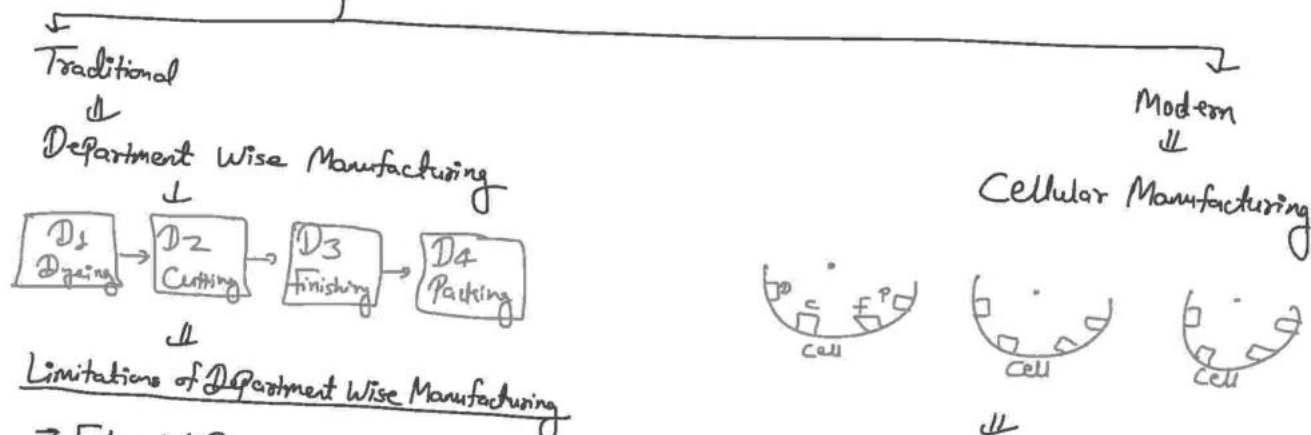 Traditional
Department Wise Manufacturing
D1 Dyeing
D2 Cutting
D3 Finishing
D4 Packing
Limitations of Department Wise Manufacturing
Modern
Cellular Manufacturing
D C F P
Cell
Cell
Cell